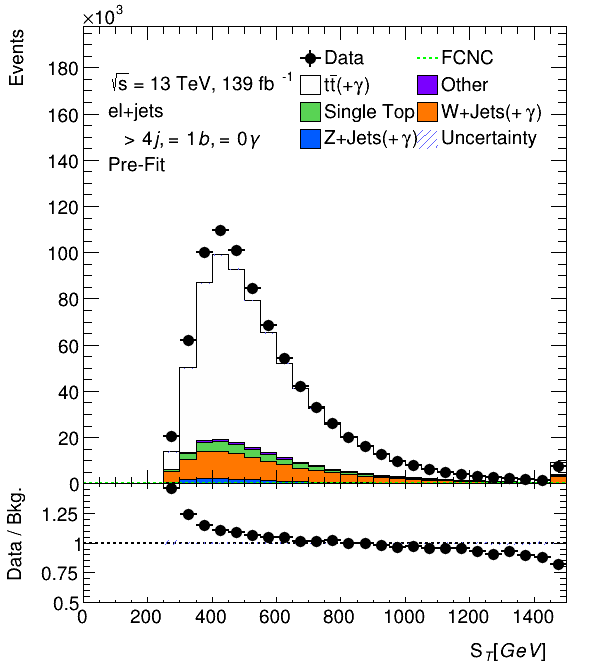 ×10³
Events
180
160
140
120
100
80
60
40
20
0
√s = 13 TeV, 139 fb⁻¹
el+jets
> 4j, = 1b, = 0γ
Pre-Fit
Data
FCNC
tt̄(+γ)
Other
Single Top
W+Jets(+γ)
Z+Jets(+γ)
Uncertainty
Data / Bkg.
1.25
1
0.75
0.5
0 200 400 600 800 1000 1200 1400
S_T[GeV]